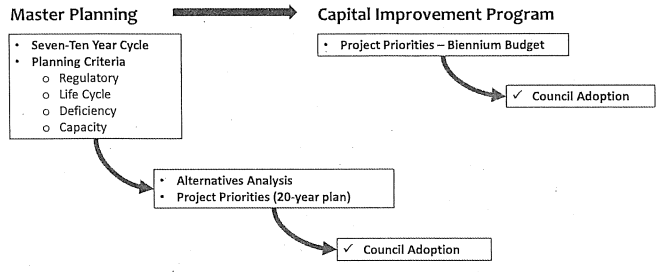 Master Planning
Capital Improvement Program
• Seven-Ten Year Cycle
• Planning Criteria
o Regulatory
o Life Cycle
o Deficiency
o Capacity
• Project Priorities – Biennium Budget
✓ Council Adoption
• Alternatives Analysis
• Project Priorities (20-year plan)
✓ Council Adoption